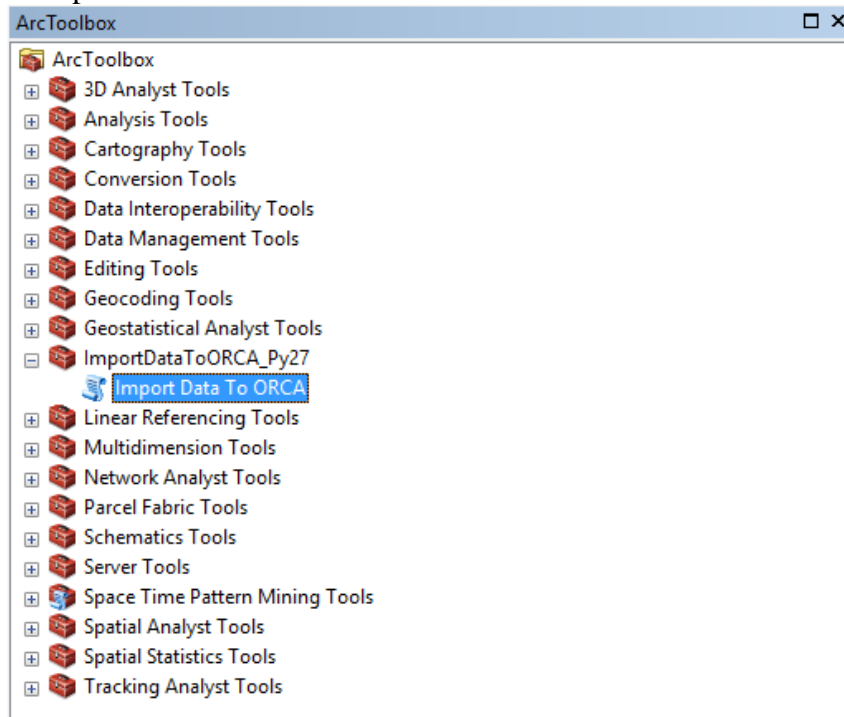 ArcToolbox
ArcToolbox
3D Analyst Tools
Analysis Tools
Cartography Tools
Conversion Tools
Data Interoperability Tools
Data Management Tools
Editing Tools
Geocoding Tools
Geostatistical Analyst Tools
ImportDataToORCA_Py27
Import Data To ORCA
Linear Referencing Tools
Multidimension Tools
Network Analyst Tools
Parcel Fabric Tools
Schematics Tools
Server Tools
Space Time Pattern Mining Tools
Spatial Analyst Tools
Spatial Statistics Tools
Tracking Analyst Tools